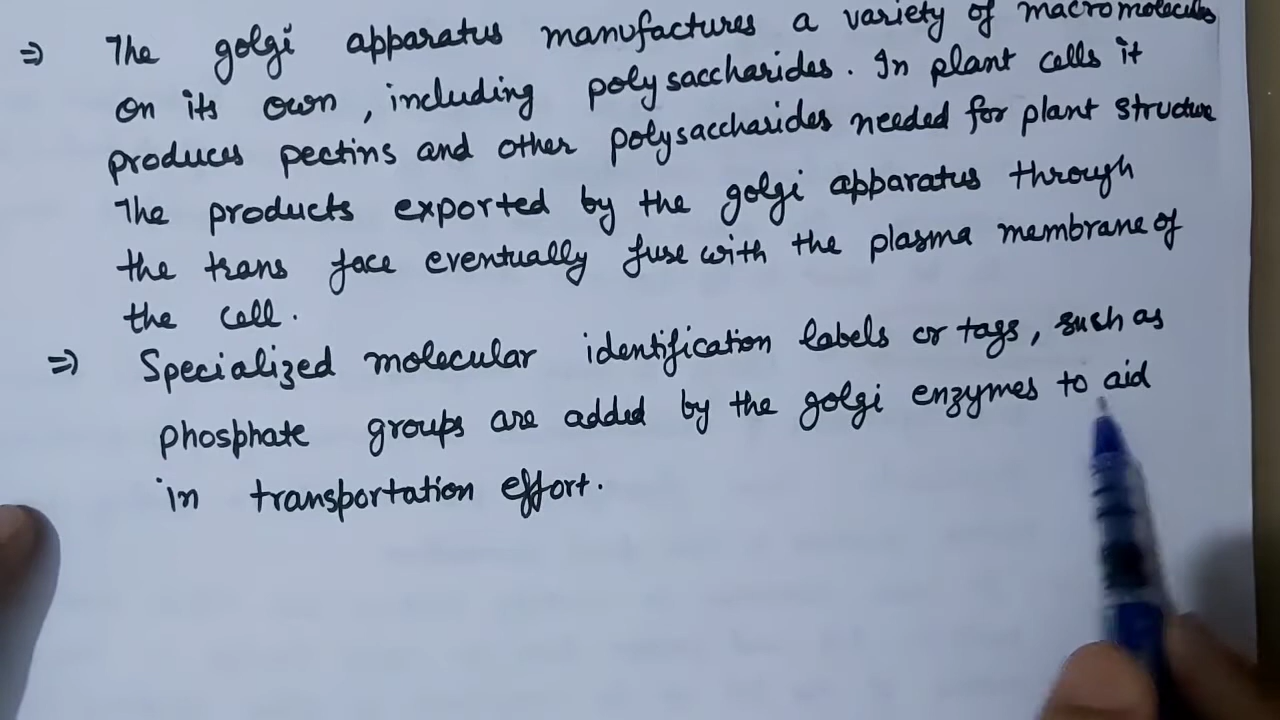 ⇒ The golgi apparatus manufactures a variety of macromolecules
on its own, including polysaccharides. In plant cells it
produces pectins and other polysaccharides needed for plant structure
The products exported by the golgi apparatus through
the trans face eventually fuse with the plasma membrane of
the cell.
⇒ Specialized molecular identification labels or tags, such as
phosphate groups are added by the golgi enzymes to aid
in transportation effort.